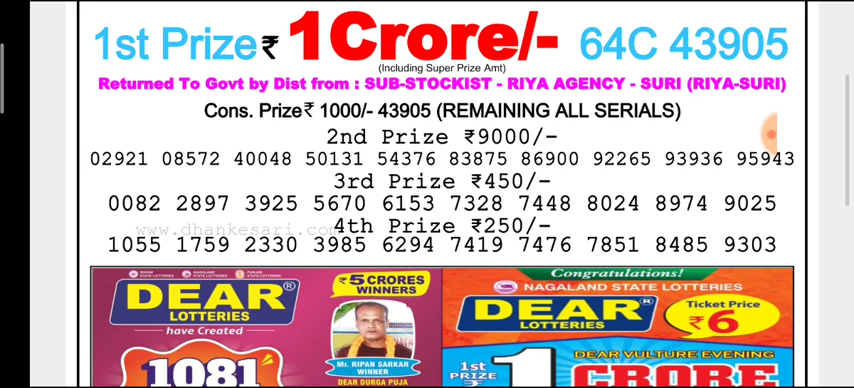 1st Prize ₹ 1Crore/- 64C 43905
(Including Super Prize Amt)
Returned To Govt by Dist from : SUB-STOCKIST - RIYA AGENCY - SURI (RIYA-SURI)
Cons. Prize₹ 1000/- 43905 (REMAINING ALL SERIALS)
2nd Prize ₹9000/-
02921 08572 40048 50131 54376 83875 86900 92265 93936 95943
3rd Prize ₹450/-
0082 2897 3925 5670 6153 7328 7448 8024 8974 9025
www.dhankesari.com
4th Prize ₹250/-
1055 1759 2330 3985 6294 7419 7476 7851 8485 9303
DEAR®
LOTTERIES
have Created
1081
₹5 CRORES
WINNERS
Mr. RIPAN SARKAR
WINNER
DEAR DURGA PUJA
Congratulations!
NAGALAND STATE LOTTERIES
DEAR®
LOTTERIES
Ticket Price
₹6
1st
PRIZE
₹
1
DEAR VULTURE EVENING
CRORE